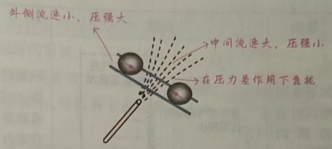 外侧流速小，压强大
中间流速大，压强小
在压力差作用下靠拢